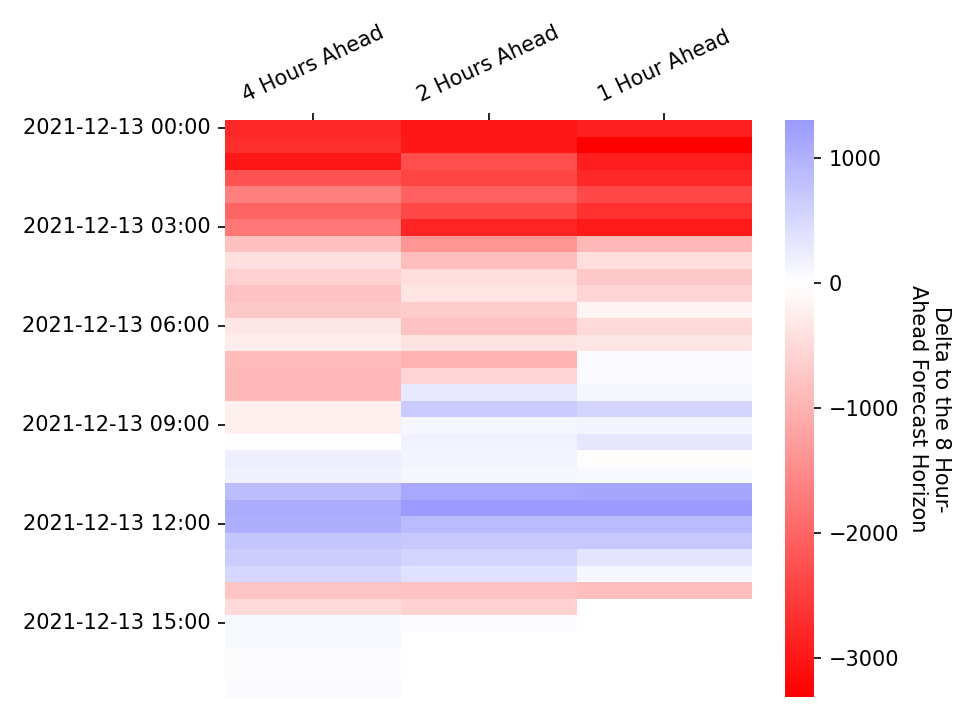 4 Hours Ahead
2 Hours Ahead
1 Hour Ahead
2021-12-13 00:00
2021-12-13 03:00
2021-12-13 06:00
2021-12-13 09:00
2021-12-13 12:00
2021-12-13 15:00
1000
0
−1000
−2000
−3000
Delta to the 8 Hour-
Ahead Forecast Horizon